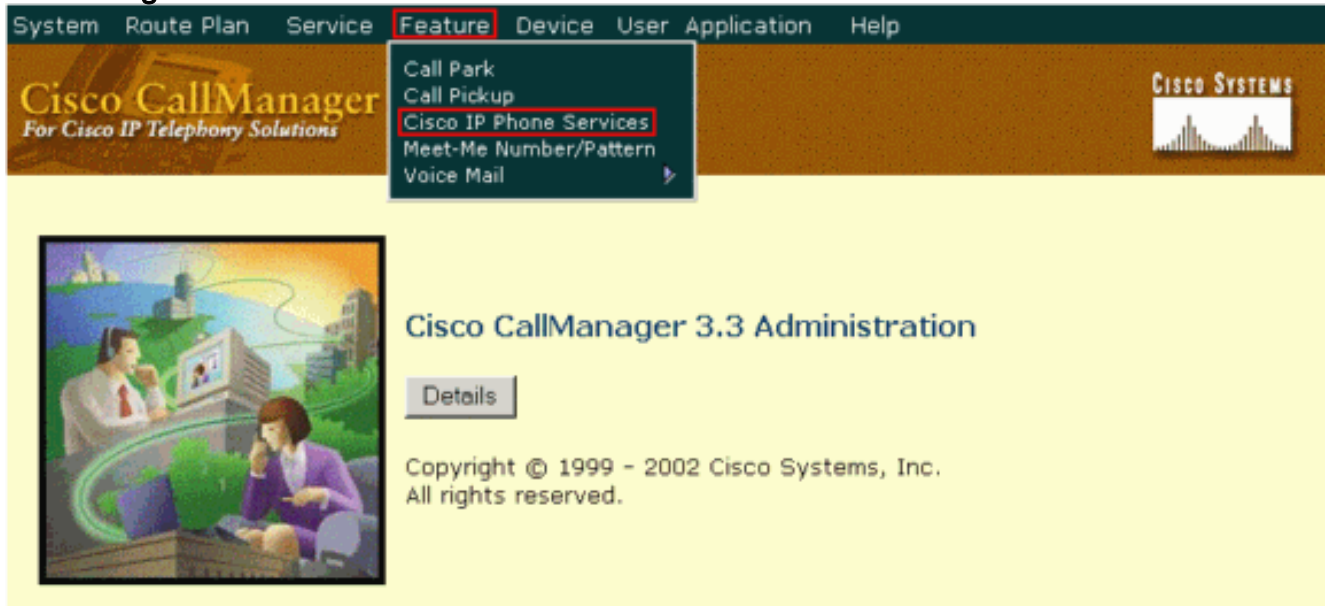 System Route Plan Service Feature Device User Application Help
Call Park
Call Pickup
Cisco IP Phone Services
Meet-Me Number/Pattern
Voice Mail
Cisco CallManager
For Cisco IP Telephony Solutions
CISCO SYSTEMS
Cisco CallManager 3.3 Administration
Details
Copyright © 1999 - 2002 Cisco Systems, Inc.
All rights reserved.